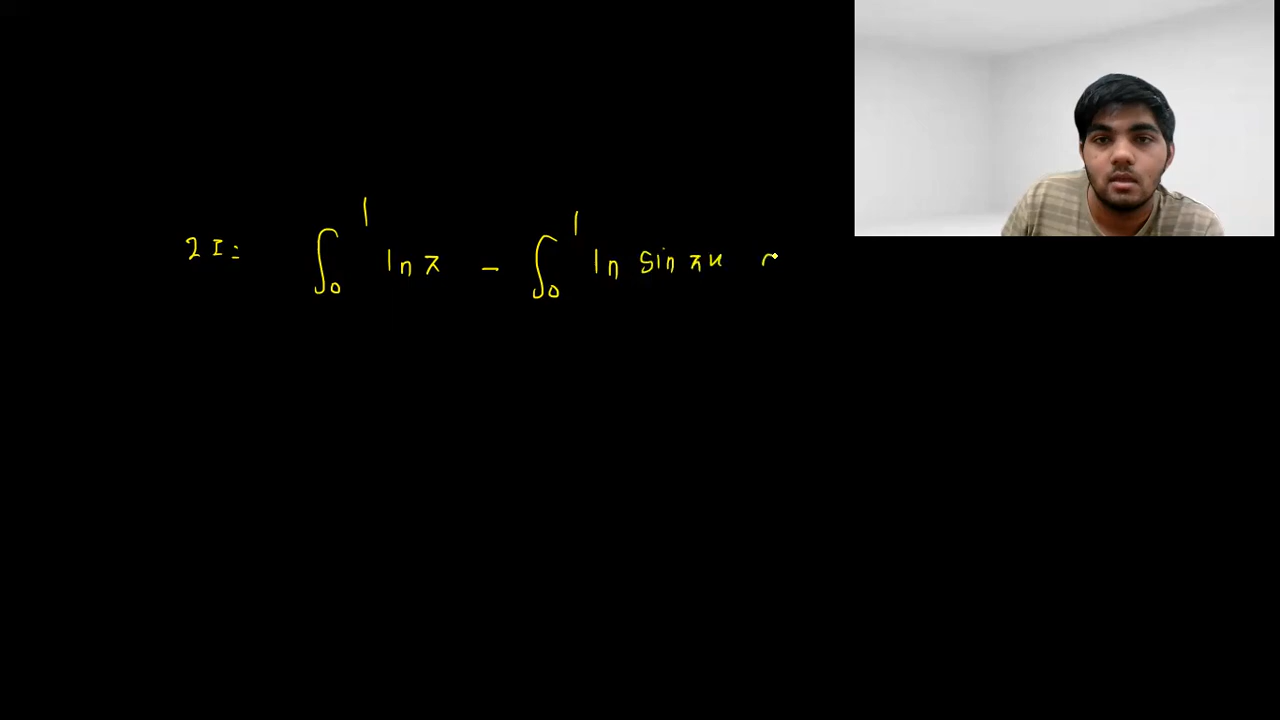 2I = ∫₀¹ ln π - ∫₀¹ ln sin πx